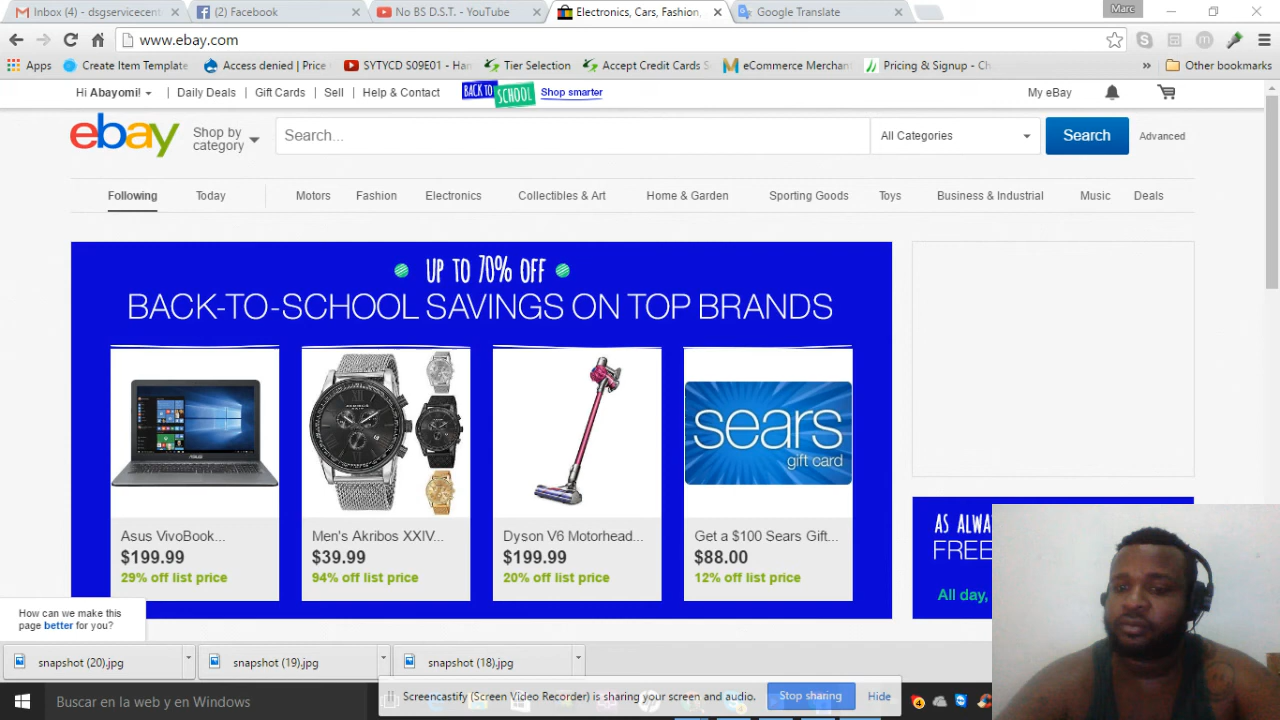 Inbox (4) - dsgservicecent
(2) Facebook
No BS D.S.T. - YouTube
Electronics, Cars, Fashion,
Google Translate
Marc
www.ebay.com
Apps
Create Item Template
Access denied | Price
SYTYCD S09E01 - Han
Tier Selection
Accept Credit Cards S
eCommerce Merchan
Pricing & Signup - Ch
»
Other bookmarks
Hi Abayomi!
Daily Deals
Gift Cards
Sell
Help & Contact
BACK TO SCHOOL
Shop smarter
My eBay
ebay
Shop by
category
Search...
All Categories
Search
Advanced
Following
Today
Motors
Fashion
Electronics
Collectibles & Art
Home & Garden
Sporting Goods
Toys
Business & Industrial
Music
Deals
UP TO 70% OFF
BACK-TO-SCHOOL SAVINGS ON TOP BRANDS
sears
gift card
Asus VivoBook...
$199.99
29% off list price
Men's Akribos XXIV...
$39.99
94% off list price
Dyson V6 Motorhead...
$199.99
20% off list price
Get a $100 Sears Gift...
$88.00
12% off list price
AS ALWA
FREE
All day,
How can we make this
page better for you?
snapshot (20).jpg
snapshot (19).jpg
snapshot (18).jpg
Buscar en la web y en Windows
Screencastify (Screen Video Recorder) is sharing your screen and audio.
Stop sharing
Hide